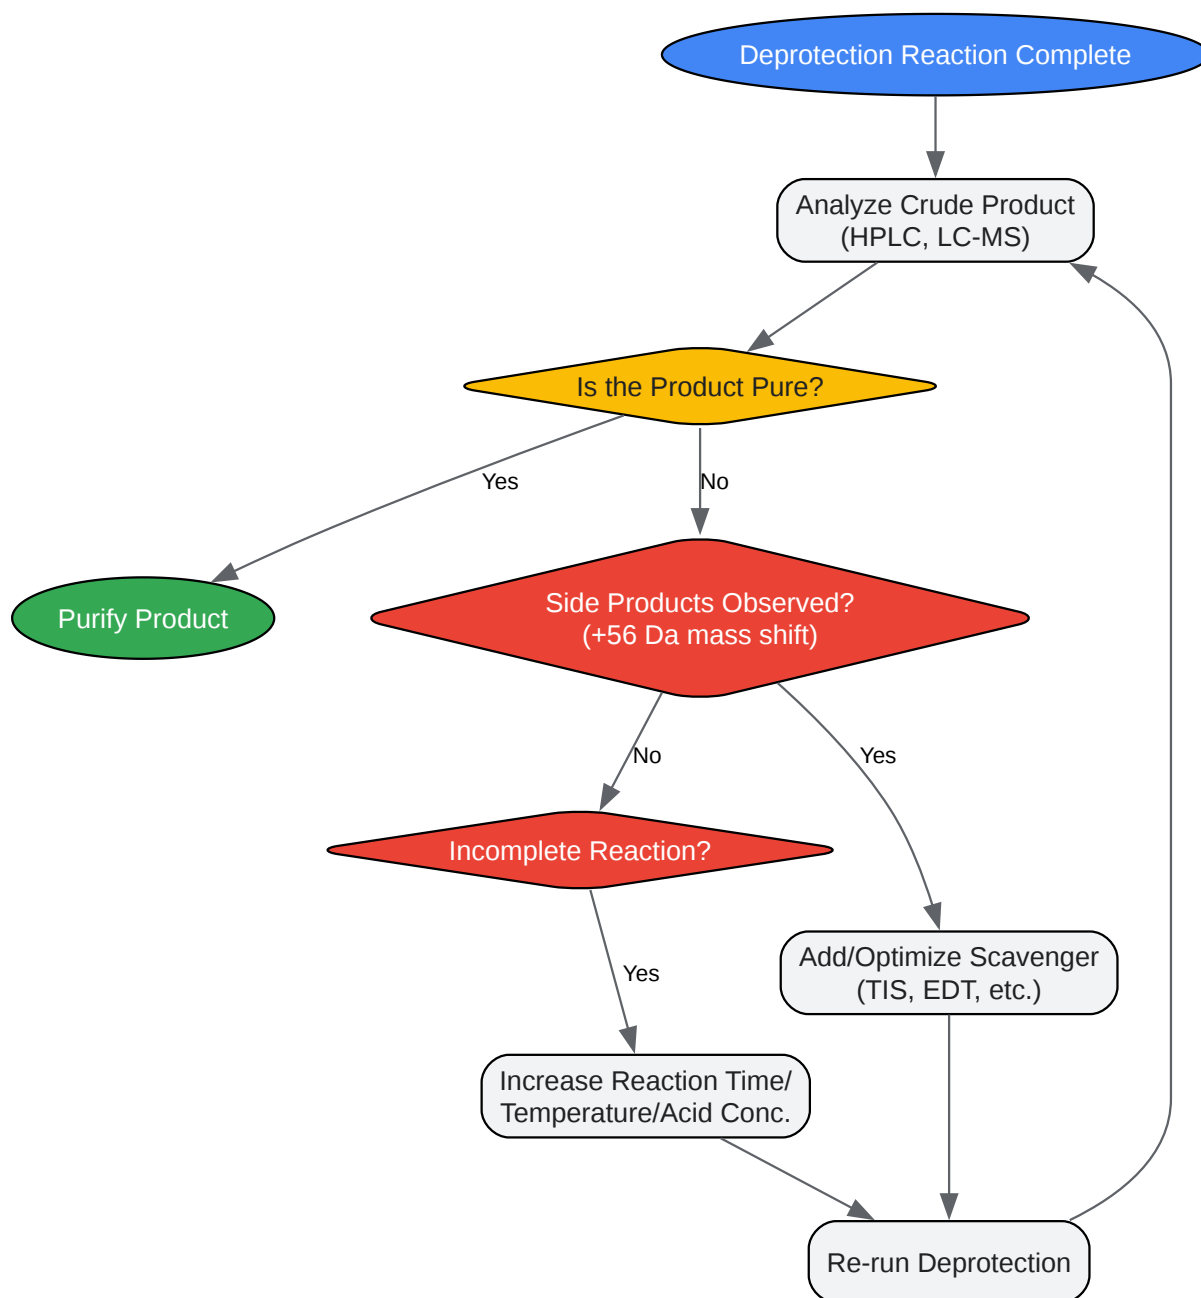 Deprotection Reaction Complete
Analyze Crude Product
(HPLC, LC-MS)
Is the Product Pure?
Yes
No
Purify Product
Side Products Observed?
(+56 Da mass shift)
No
Yes
Incomplete Reaction?
Add/Optimize Scavenger
(TIS, EDT, etc.)
Yes
Increase Reaction Time/
Temperature/Acid Conc.
Re-run Deprotection